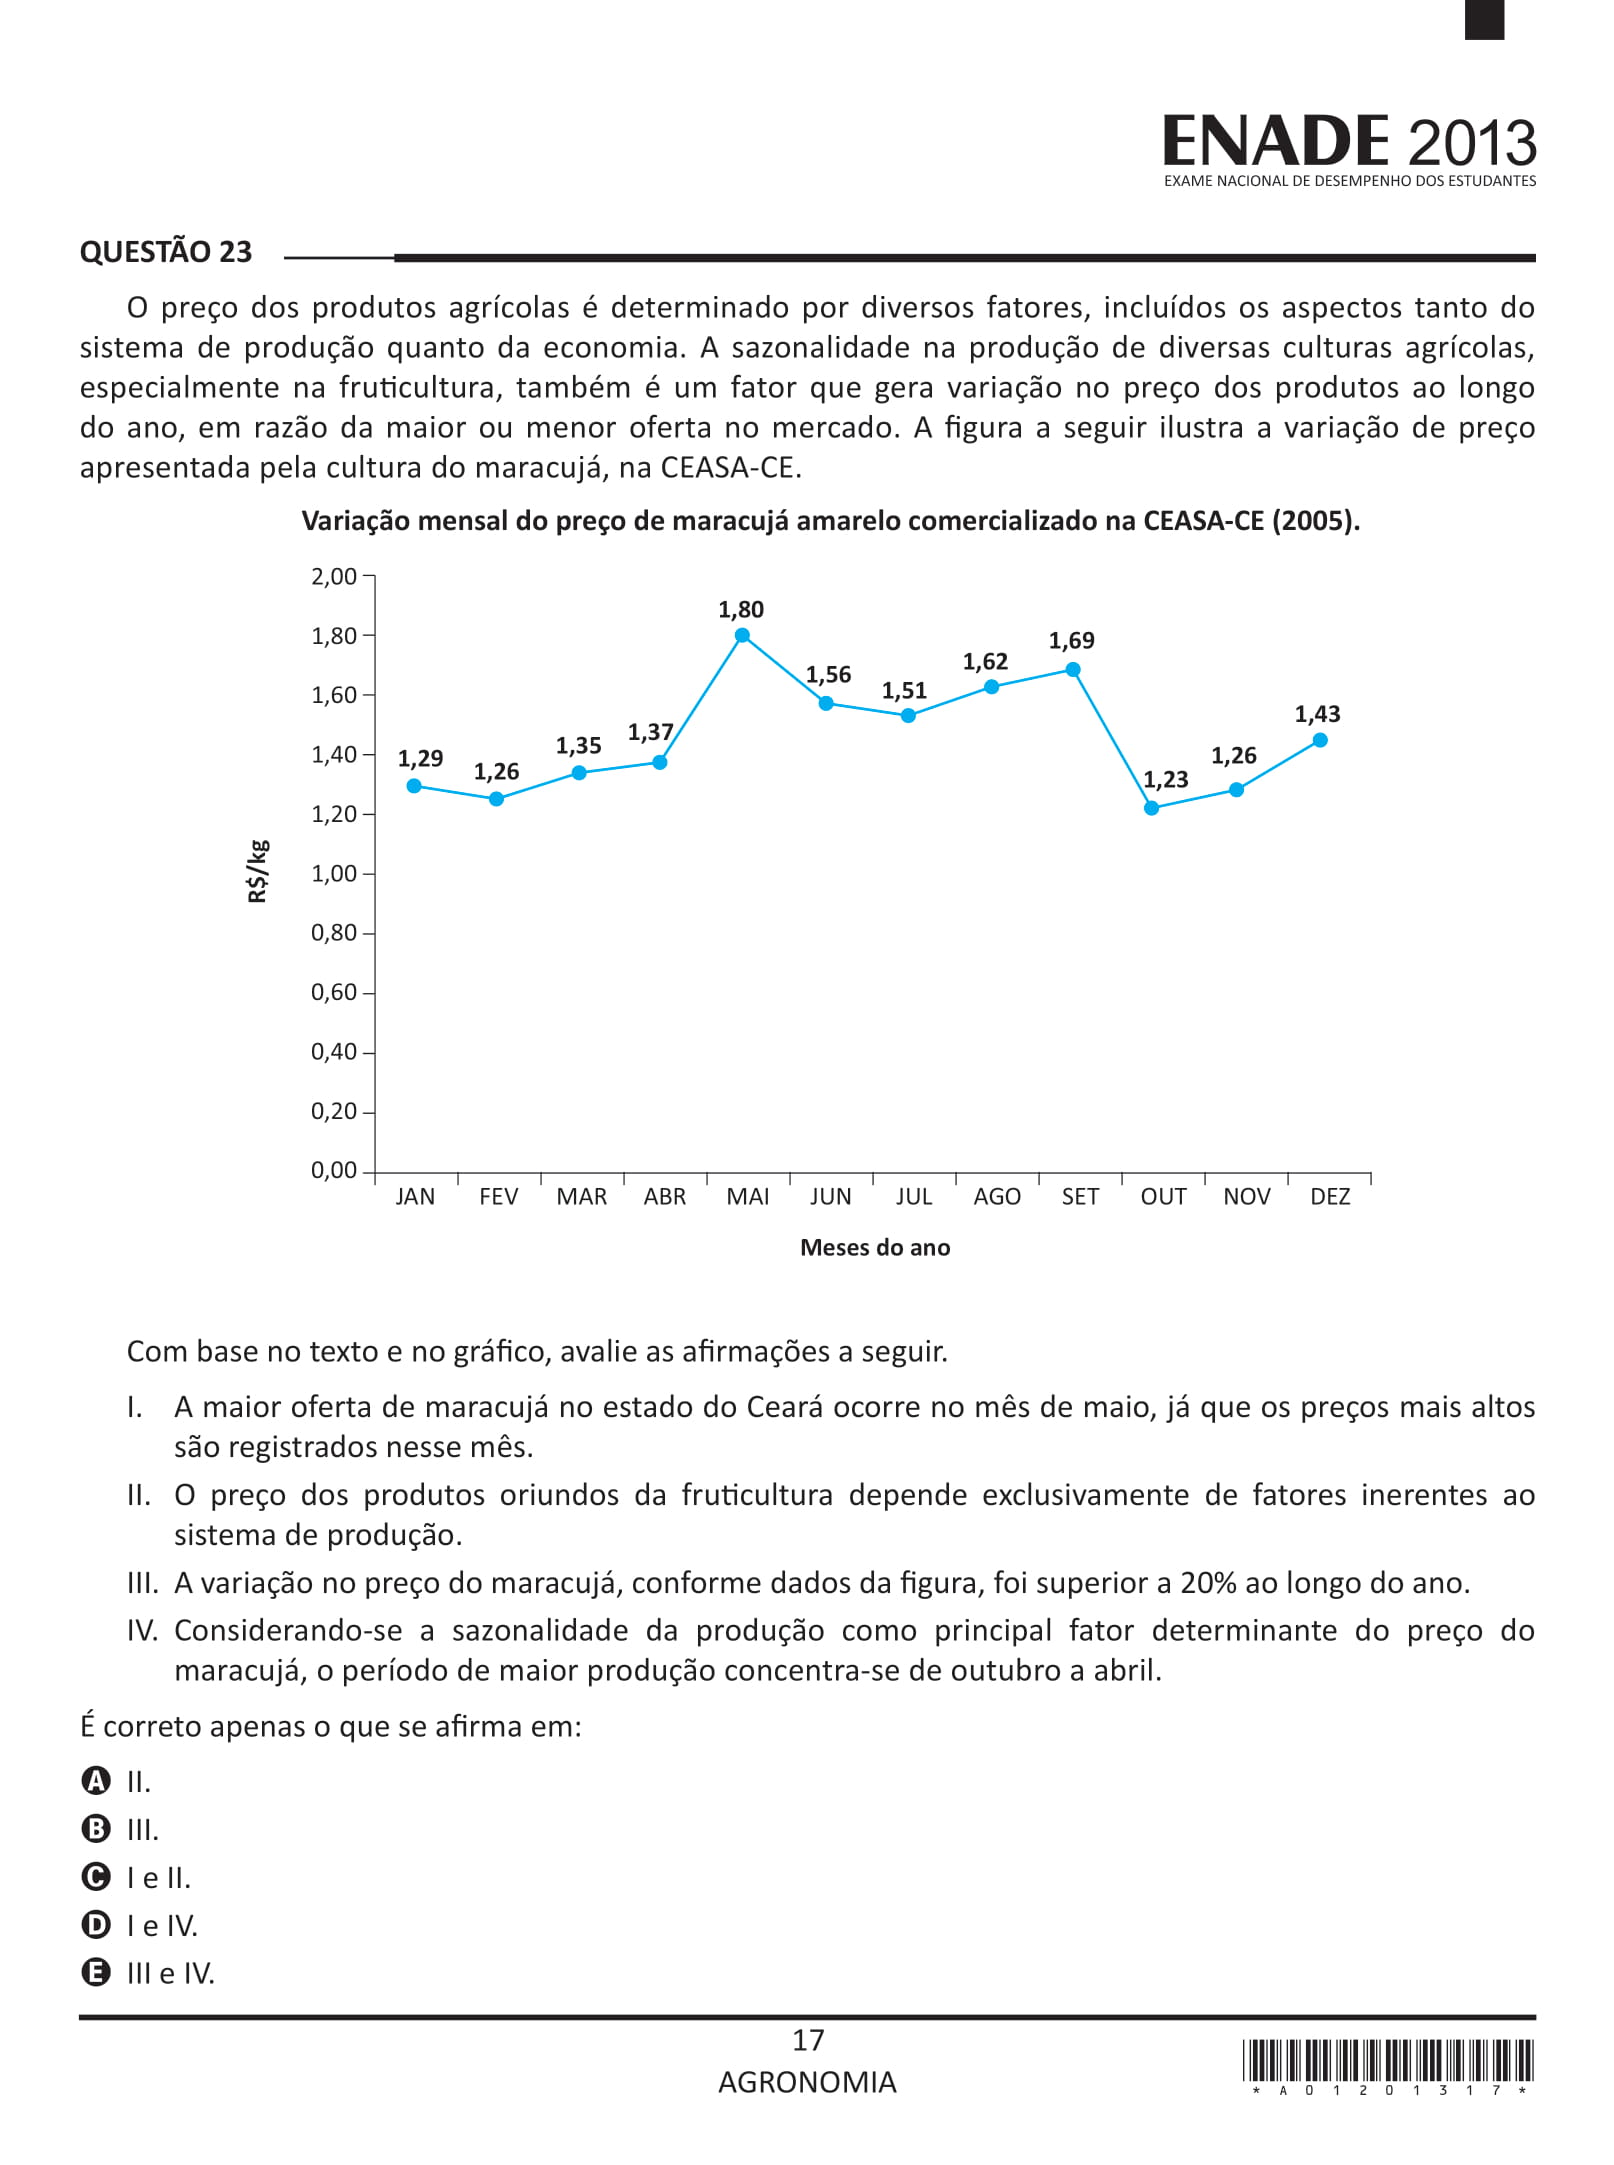 ENADE 2013
EXAME NACIONAL DE DESEMPENHO DOS ESTUDANTES
QUESTÃO 23
O preço dos produtos agrícolas é determinado por diversos fatores, incluídos os aspectos tanto do
sistema de produção quanto da economia. A sazonalidade na produção de diversas culturas agrícolas,
especialmente na fruticultura, também é um fator que gera variação no preço dos produtos ao longo
do ano, em razão da maior ou menor oferta no mercado. A figura a seguir ilustra a variação de preço
apresentada pela cultura do maracujá, na CEASA-CE.
Variação mensal do preço de maracujá amarelo comercializado na CEASA-CE (2005).
2,00
1,80
1,60
1,40
1,20
1,00
0,80
0,60
0,40
0,20
0,00
R$/kg
1,29
1,26
1,35
1,37
1,80
1,56
1,51
1,62
1,69
1,23
1,26
1,43
JAN FEV MAR ABR MAI JUN JUL AGO SET OUT NOV DEZ
Meses do ano
Com base no texto e no gráfico, avalie as afirmações a seguir.
I. A maior oferta de maracujá no estado do Ceará ocorre no mês de maio, já que os preços mais altos
são registrados nesse mês.
II. O preço dos produtos oriundos da fruticultura depende exclusivamente de fatores inerentes ao
sistema de produção.
III. A variação no preço do maracujá, conforme dados da figura, foi superior a 20% ao longo do ano.
IV. Considerando-se a sazonalidade da produção como principal fator determinante do preço do
maracujá, o período de maior produção concentra-se de outubro a abril.
É correto apenas o que se afirma em:
A II.
B III.
C I e II.
D I e IV.
E III e IV.
17
AGRONOMIA
* A 0 1 2 0 1 3 1 7 *